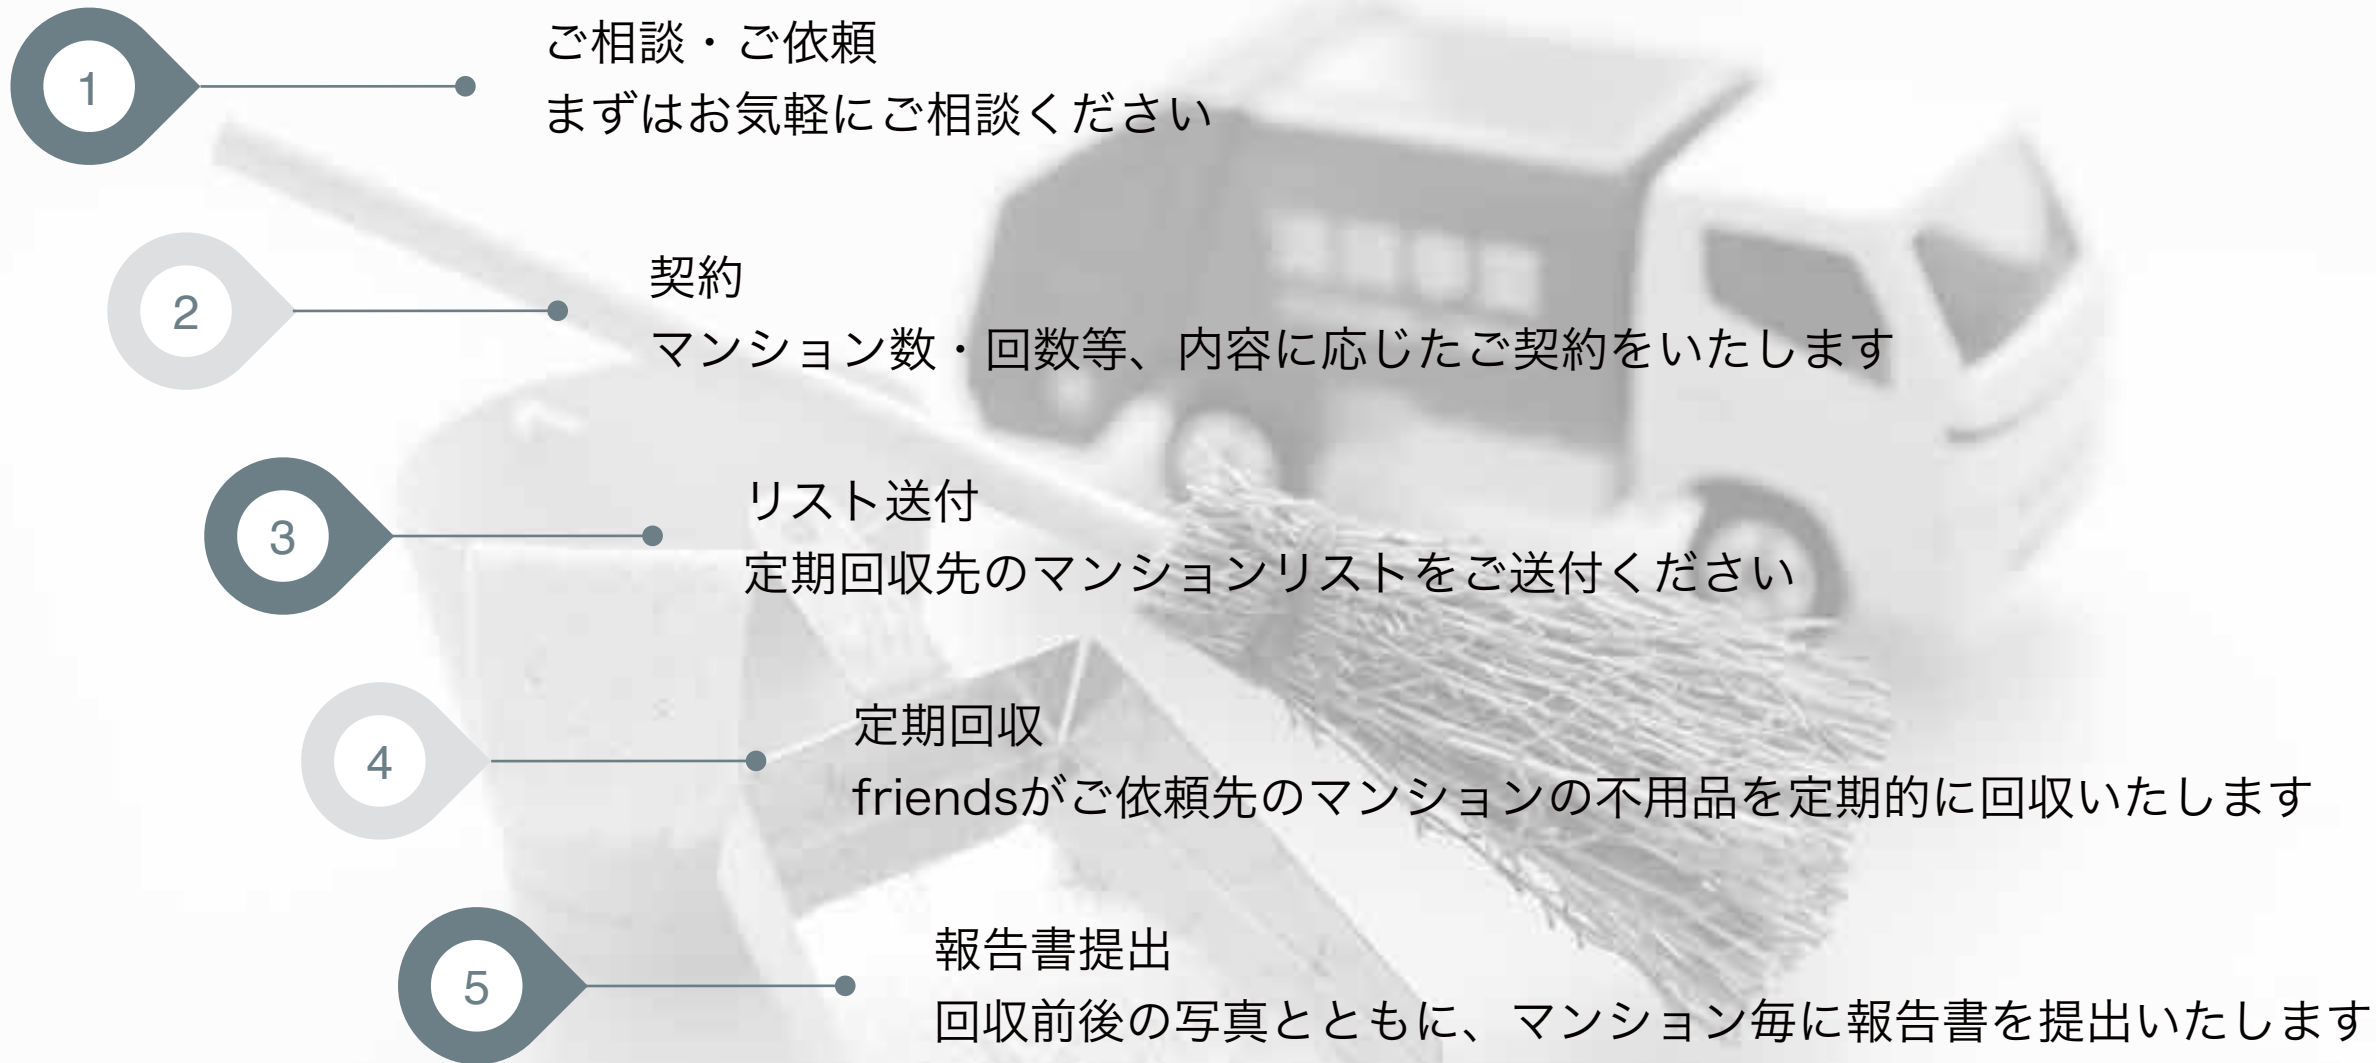 1
ご相談・ご依頼
まずはお気軽にご相談ください
2
契約
マンション数・回数等、内容に応じたご契約をいたします
3
リスト送付
定期回収先のマンションリストをご送付ください
4
定期回収
friendsがご依頼先のマンションの不用品を定期的に回収いたします
5
報告書提出
回収前後の写真とともに、マンション毎に報告書を提出いたします